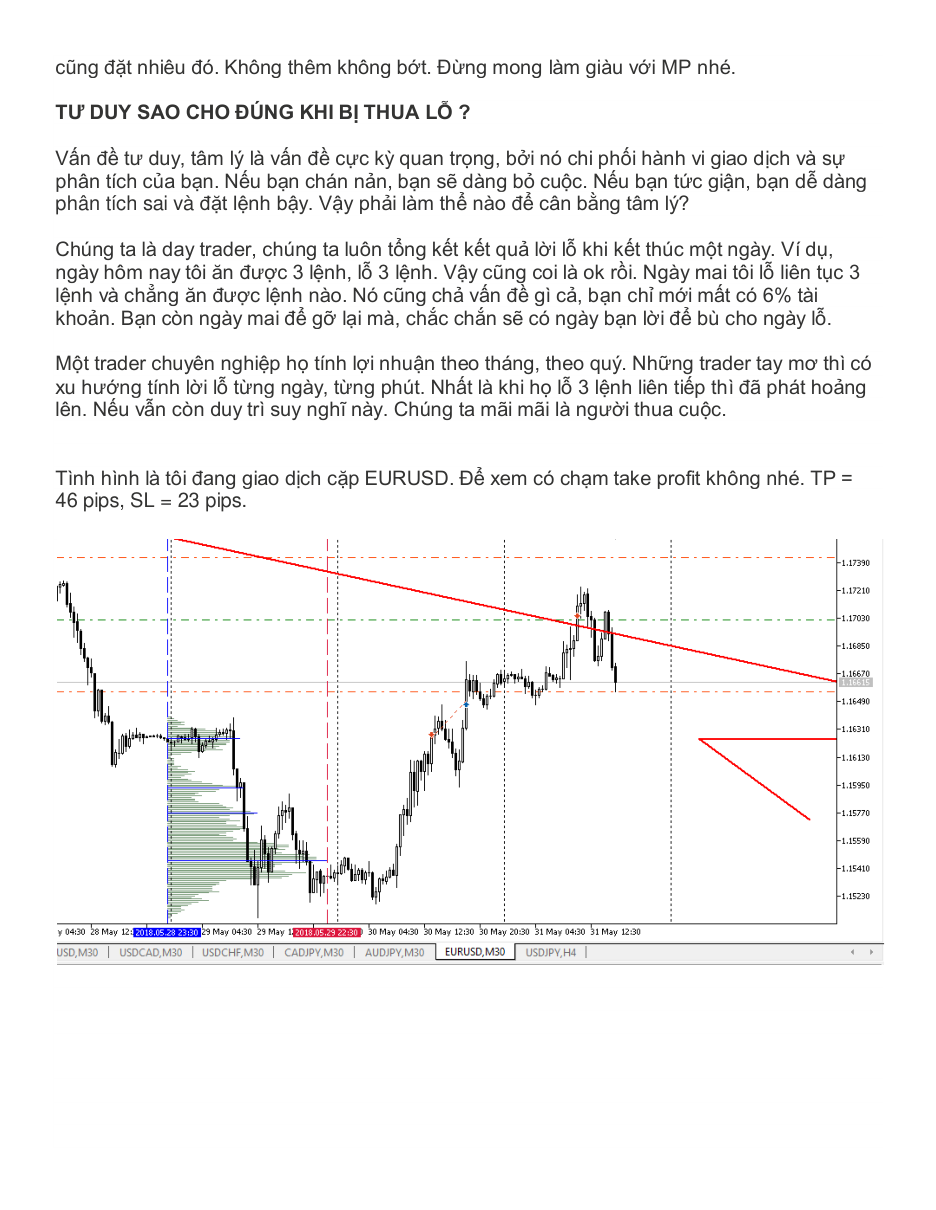 cũng đặt nhiêu đó. Không thêm không bớt. Đừng mong làm giàu với MP nhé.
TƯ DUY SAO CHO ĐÚNG KHI BỊ THUA LỖ ?
Vấn đề tư duy, tâm lý là vấn đề cực kỳ quan trọng, bởi nó chi phối hành vi giao dịch và sự
phân tích của bạn. Nếu bạn chán nản, bạn sẽ dàng bỏ cuộc. Nếu bạn tức giận, bạn dễ dàng
phân tích sai và đặt lệnh bậy. Vậy phải làm thể nào để cân bằng tâm lý?
Chúng ta là day trader, chúng ta luôn tổng kết kết quả lời lỗ khi kết thúc một ngày. Ví dụ,
ngày hôm nay tôi ăn được 3 lệnh, lỗ 3 lệnh. Vậy cũng coi là ok rồi. Ngày mai tôi lỗ liên tục 3
lệnh và chẳng ăn được lệnh nào. Nó cũng chả vấn đề gì cả, bạn chỉ mới mất có 6% tài
khoản. Bạn còn ngày mai để gỡ lại mà, chắc chắn sẽ có ngày bạn lời để bù cho ngày lỗ.
Một trader chuyên nghiệp họ tính lợi nhuận theo tháng, theo quý. Những trader tay mơ thì có
xu hướng tính lời lỗ từng ngày, từng phút. Nhất là khi họ lỗ 3 lệnh liên tiếp thì đã phát hoảng
lên. Nếu vẫn còn duy trì suy nghĩ này. Chúng ta mãi mãi là người thua cuộc.
Tình hình là tôi đang giao dịch cặp EURUSD. Để xem có chạm take profit không nhé. TP =
46 pips, SL = 23 pips.
1.17390
1.17210
1.17030
1.16850
1.16670
1.16615
1.16490
1.16310
1.16130
1.15950
1.15770
1.15590
1.15410
1.15230
y 04:30 28 May 12: 2018.05.28 23:30 29 May 04:30 29 May 1 2018.05.29 22:30 30 May 04:30 30 May 12:30 30 May 20:30 31 May 04:30 31 May 12:30
USD,M30 USDCAD,M30 USDCHF,M30 CADJPY,M30 AUDJPY,M30 EURUSD,M30 USDJPY,H4